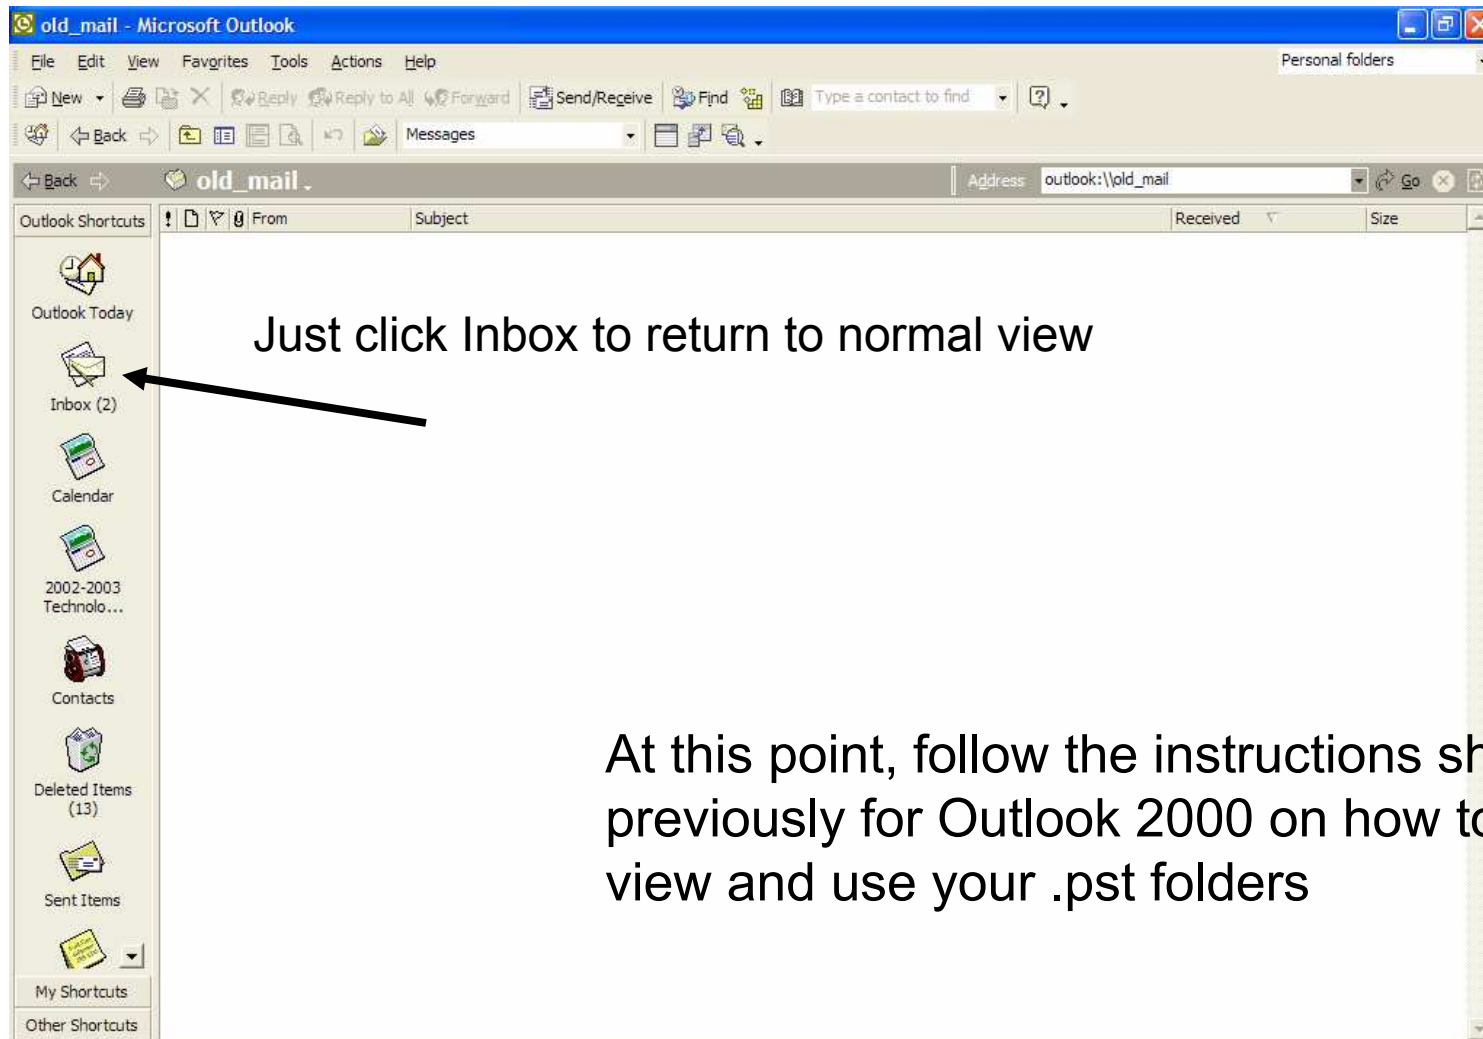 old_mail - Microsoft Outlook
File Edit View Favorites Tools Actions Help Personal folders
New Reply Reply to All Forward Send/Receive Find Type a contact to find
Back Messages
Back old_mail. Address outlook:\\old_mail Go
Outlook Shortcuts ! From Subject Received Size
Outlook Today
Just click Inbox to return to normal view
Inbox (2)
Calendar
2002-2003
Technolo...
Contacts
At this point, follow the instructions sh
previously for Outlook 2000 on how to
view and use your .pst folders
Deleted Items
(13)
Sent Items
My Shortcuts
Other Shortcuts